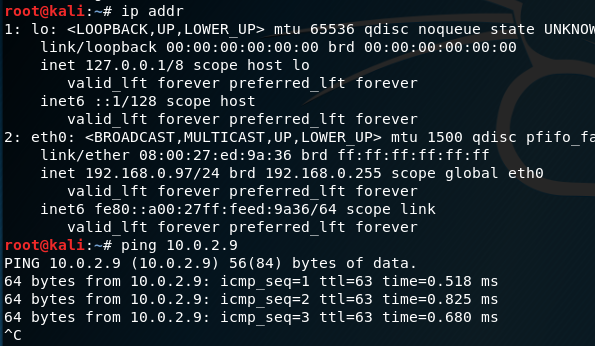 root@kali:~# ip addr
1: lo: <LOOPBACK,UP,LOWER_UP> mtu 65536 qdisc noqueue state UNKNOW
    link/loopback 00:00:00:00:00:00 brd 00:00:00:00:00:00
    inet 127.0.0.1/8 scope host lo
       valid_lft forever preferred_lft forever
    inet6 ::1/128 scope host
       valid_lft forever preferred_lft forever
2: eth0: <BROADCAST,MULTICAST,UP,LOWER_UP> mtu 1500 qdisc pfifo_fa
    link/ether 08:00:27:ed:9a:36 brd ff:ff:ff:ff:ff:ff
    inet 192.168.0.97/24 brd 192.168.0.255 scope global eth0
       valid_lft forever preferred_lft forever
    inet6 fe80::a00:27ff:feed:9a36/64 scope link
       valid_lft forever preferred_lft forever
root@kali:~# ping 10.0.2.9
PING 10.0.2.9 (10.0.2.9) 56(84) bytes of data.
64 bytes from 10.0.2.9: icmp_seq=1 ttl=63 time=0.518 ms
64 bytes from 10.0.2.9: icmp_seq=2 ttl=63 time=0.825 ms
64 bytes from 10.0.2.9: icmp_seq=3 ttl=63 time=0.680 ms
^C